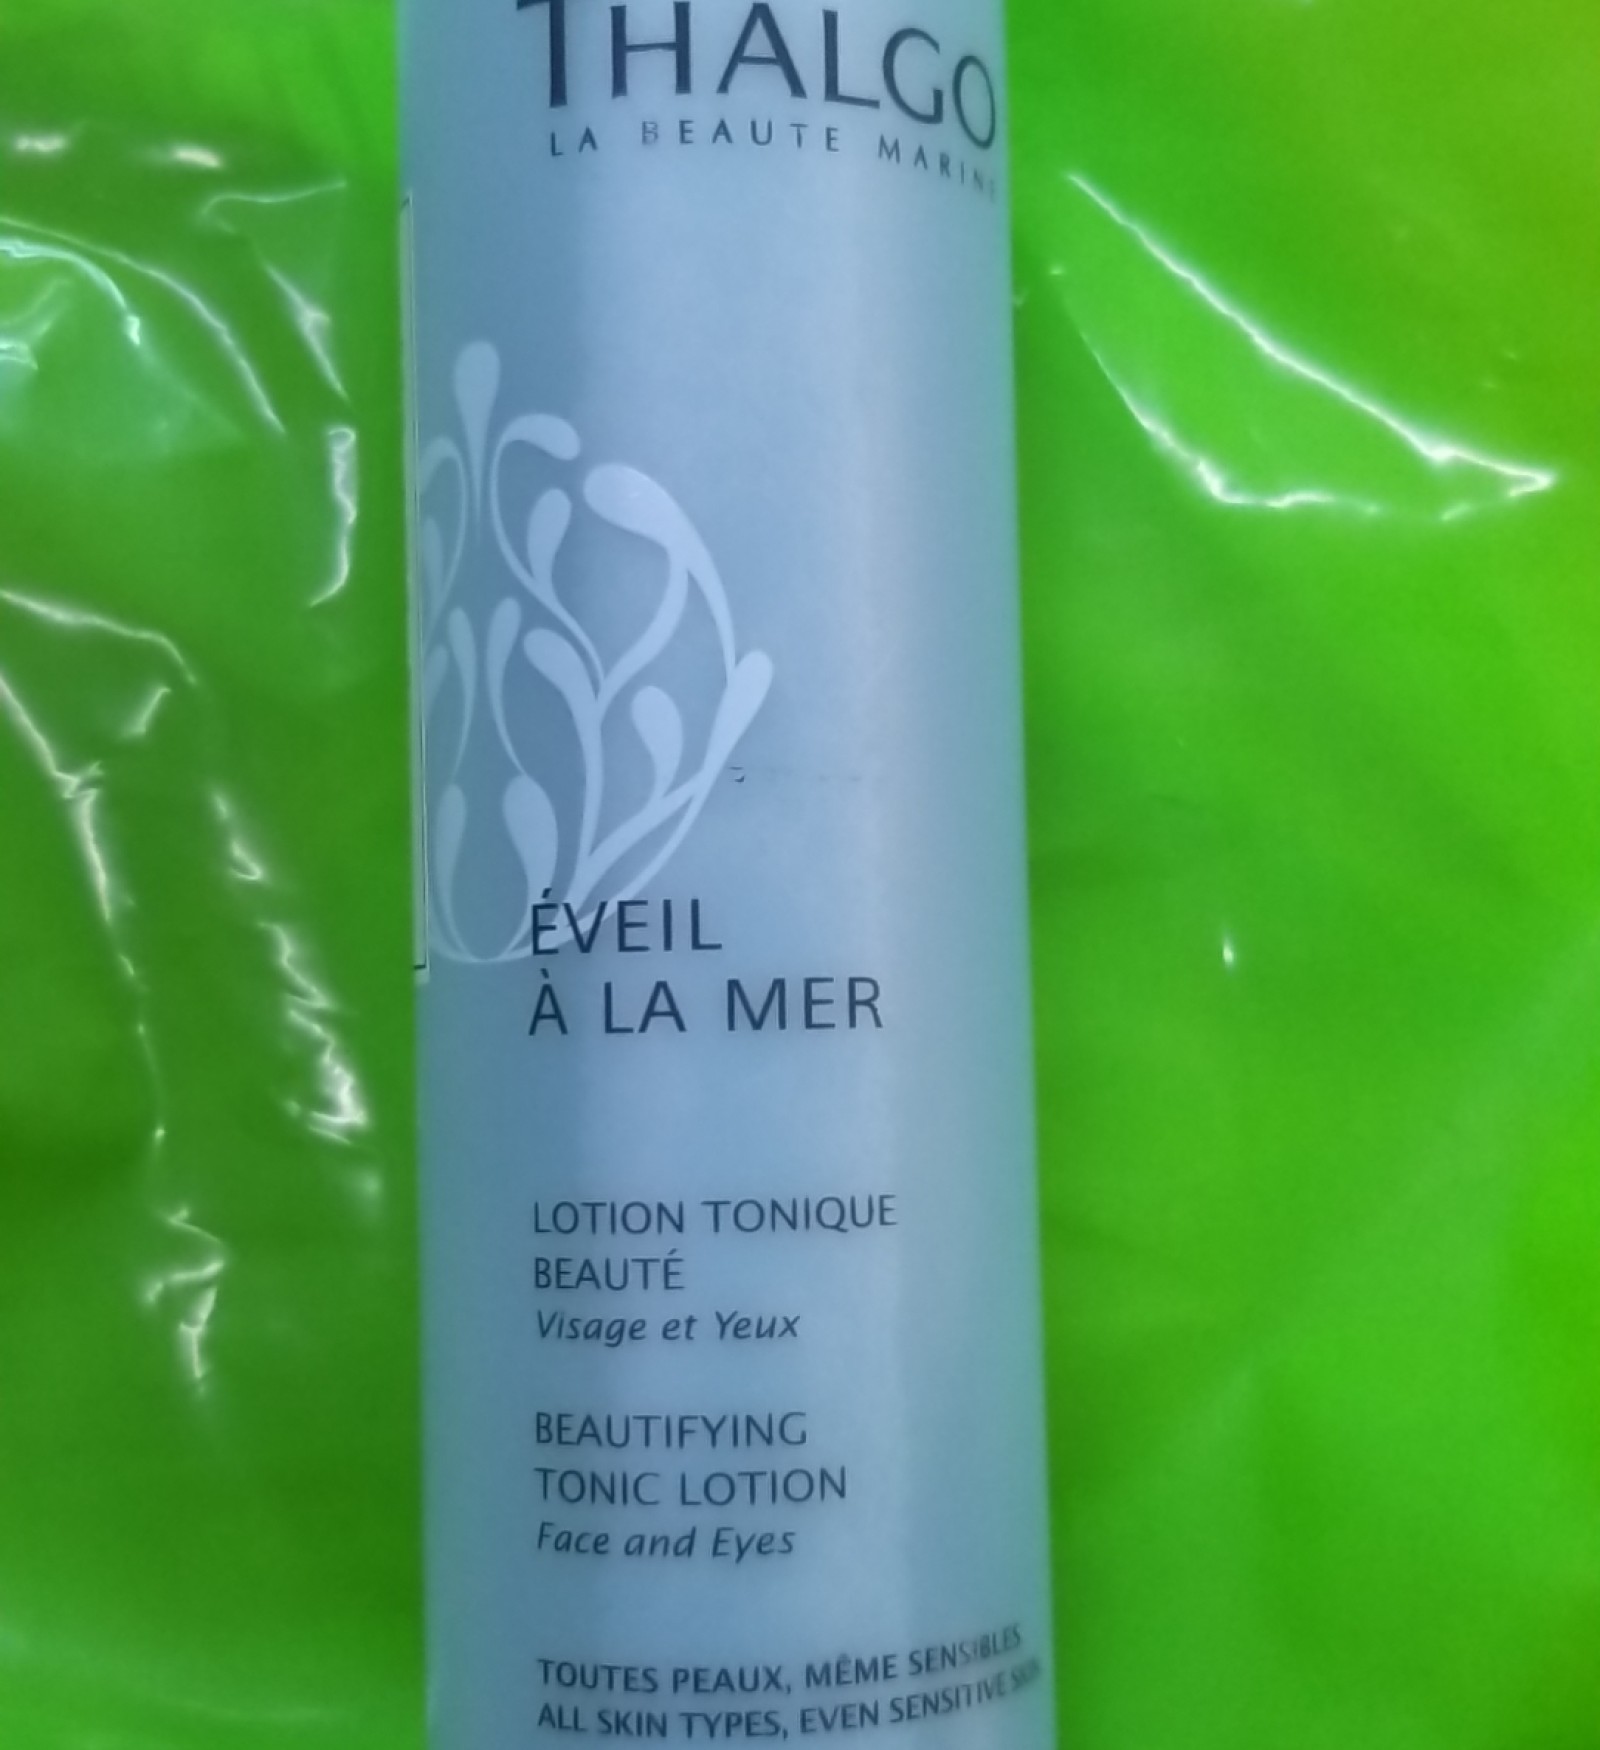 THALGO
LA BEAUTE MARINE
ÉVEIL
À LA MER
LOTION TONIQUE
BEAUTÉ
Visage et Yeux
BEAUTIFYING
TONIC LOTION
Face and Eyes
TOUTES PEAUX, MÊME SENSIBLES
ALL SKIN TYPES, EVEN SENSITIVE SKIN